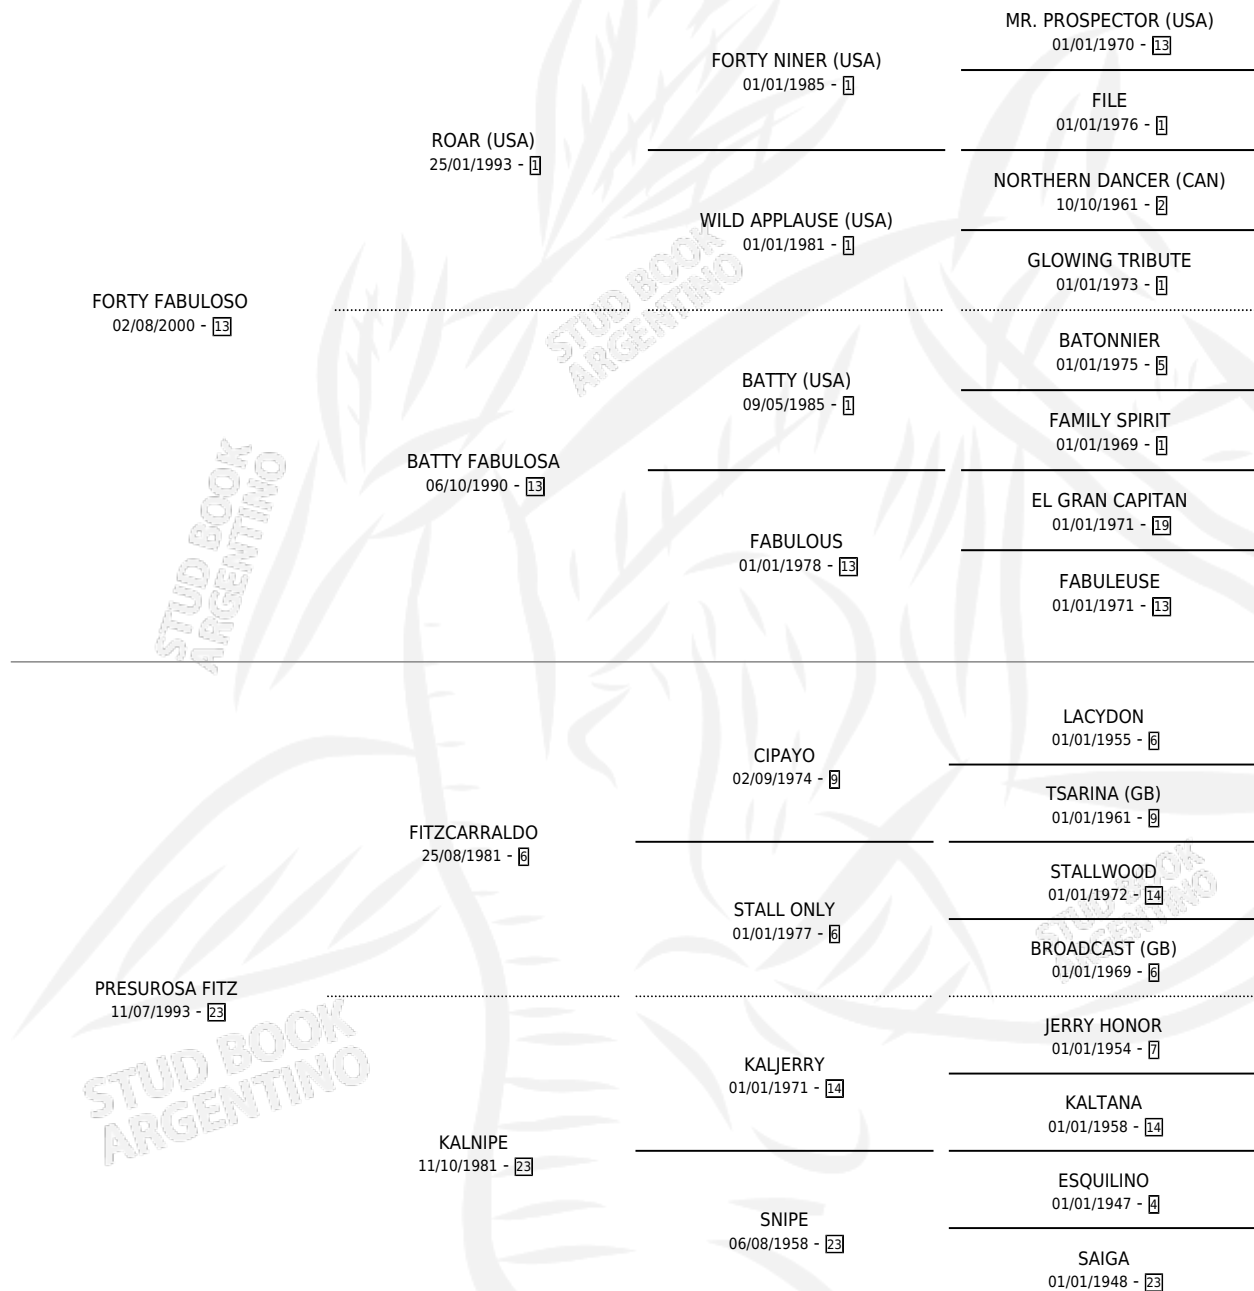 MR. PROSPECTOR (USA)
01/01/1970 - 13
FORTY NINER (USA)
01/01/1985 - 1
FILE
01/01/1976 - 1
ROAR (USA)
25/01/1993 - 1
NORTHERN DANCER (CAN)
10/10/1961 - 2
WILD APPLAUSE (USA)
01/01/1981 - 1
GLOWING TRIBUTE
01/01/1973 - 1
FORTY FABULOSO
02/08/2000 - 13
STUD BOOK
ARGENTINO
BATONNIER
01/01/1975 - 5
BATTY (USA)
09/05/1985 - 1
FAMILY SPIRIT
01/01/1969 - 1
BATTY FABULOSA
06/10/1990 - 13
EL GRAN CAPITAN
01/01/1971 - 19
FABULOUS
01/01/1978 - 13
FABULEUSE
01/01/1971 - 13
STUD BOOK
ARGENTINO
LACYDON
01/01/1955 - 6
CIPAYO
02/09/1974 - 9
TSARINA (GB)
01/01/1961 - 9
FITZCARRALDO
25/08/1981 - 6
STALLWOOD
01/01/1972 - 14
STALL ONLY
01/01/1977 - 6
BROADCAST (GB)
01/01/1969 - 6
STUD BOOK
ARGENTINO
PRESUROSA FITZ
11/07/1993 - 23
JERRY HONOR
01/01/1954 - 7
KALJERRY
01/01/1971 - 14
KALTANA
01/01/1958 - 14
STUD BOOK
ARGENTINO
KALNIPE
11/10/1981 - 23
ESQUILINO
01/01/1947 - 4
SNIPE
06/08/1958 - 23
SAIGA
01/01/1948 - 23